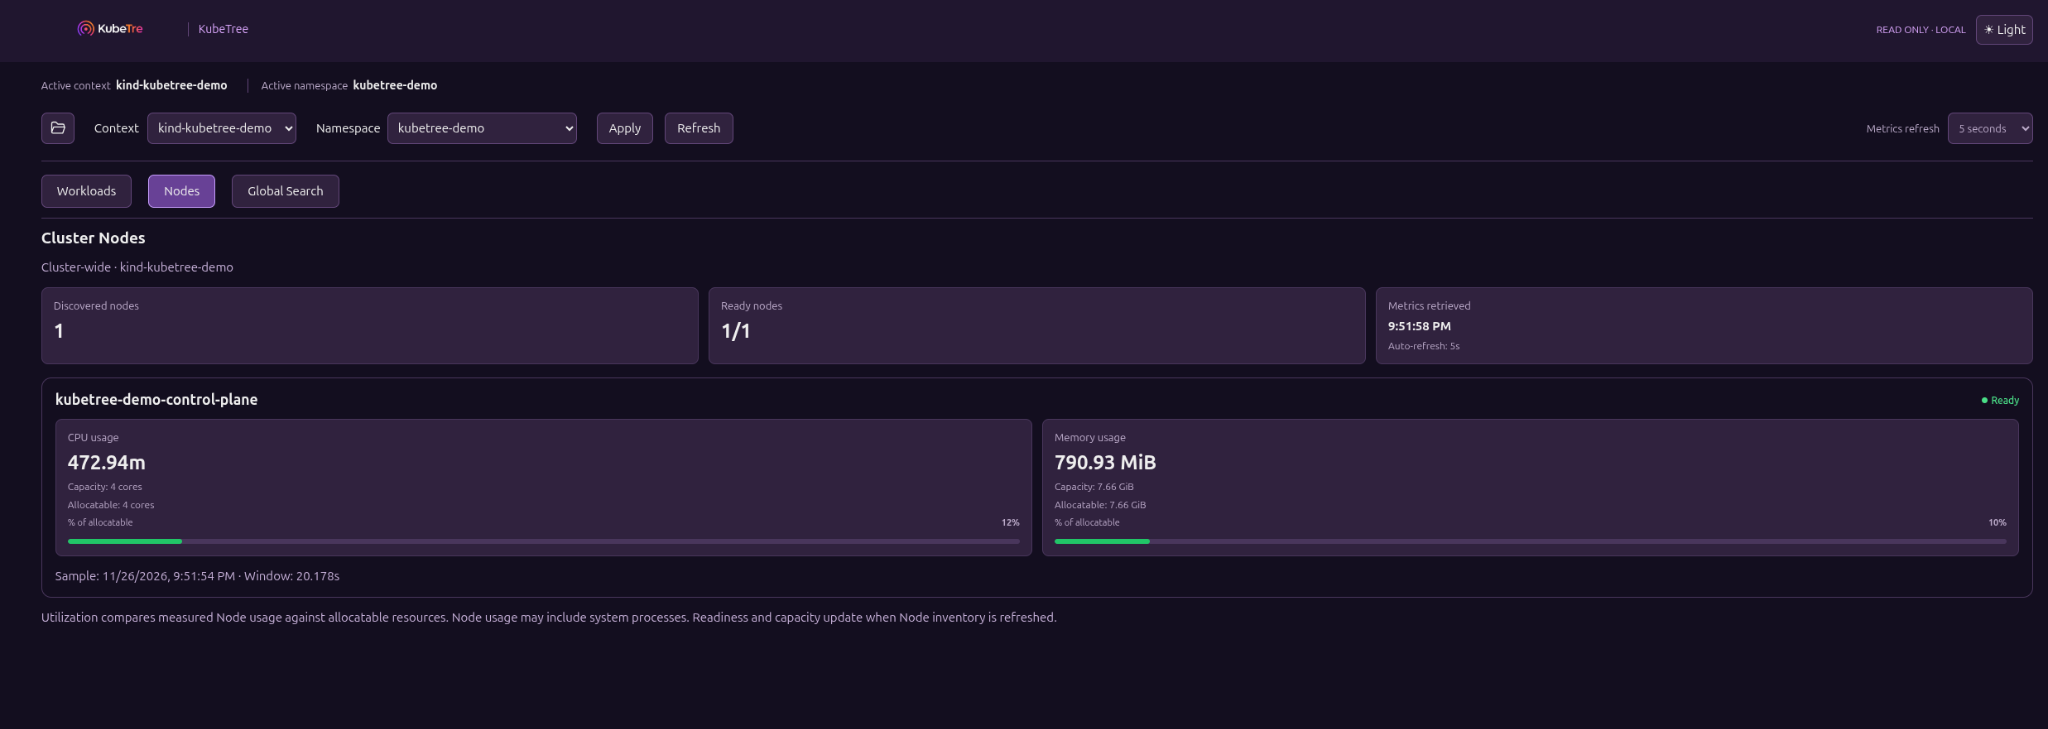 KubeTre
KubeTree
READ ONLY · LOCAL
☀ Light
Active context kind-kubetree-demo
Active namespace kubetree-demo
Context kind-kubetree-demo
Namespace kubetree-demo
Apply
Refresh
Metrics refresh 5 seconds
Workloads
Nodes
Global Search
Cluster Nodes
Cluster-wide · kind-kubetree-demo
Discovered nodes
1
Ready nodes
1/1
Metrics retrieved
9:51:58 PM
Auto-refresh: 5s
kubetree-demo-control-plane
● Ready
CPU usage
472.94m
Capacity: 4 cores
Allocatable: 4 cores
% of allocatable 12%
Memory usage
790.93 MiB
Capacity: 7.66 GiB
Allocatable: 7.66 GiB
% of allocatable 10%
Sample: 11/26/2026, 9:51:54 PM · Window: 20.178s
Utilization compares measured Node usage against allocatable resources. Node usage may include system processes. Readiness and capacity update when Node inventory is refreshed.